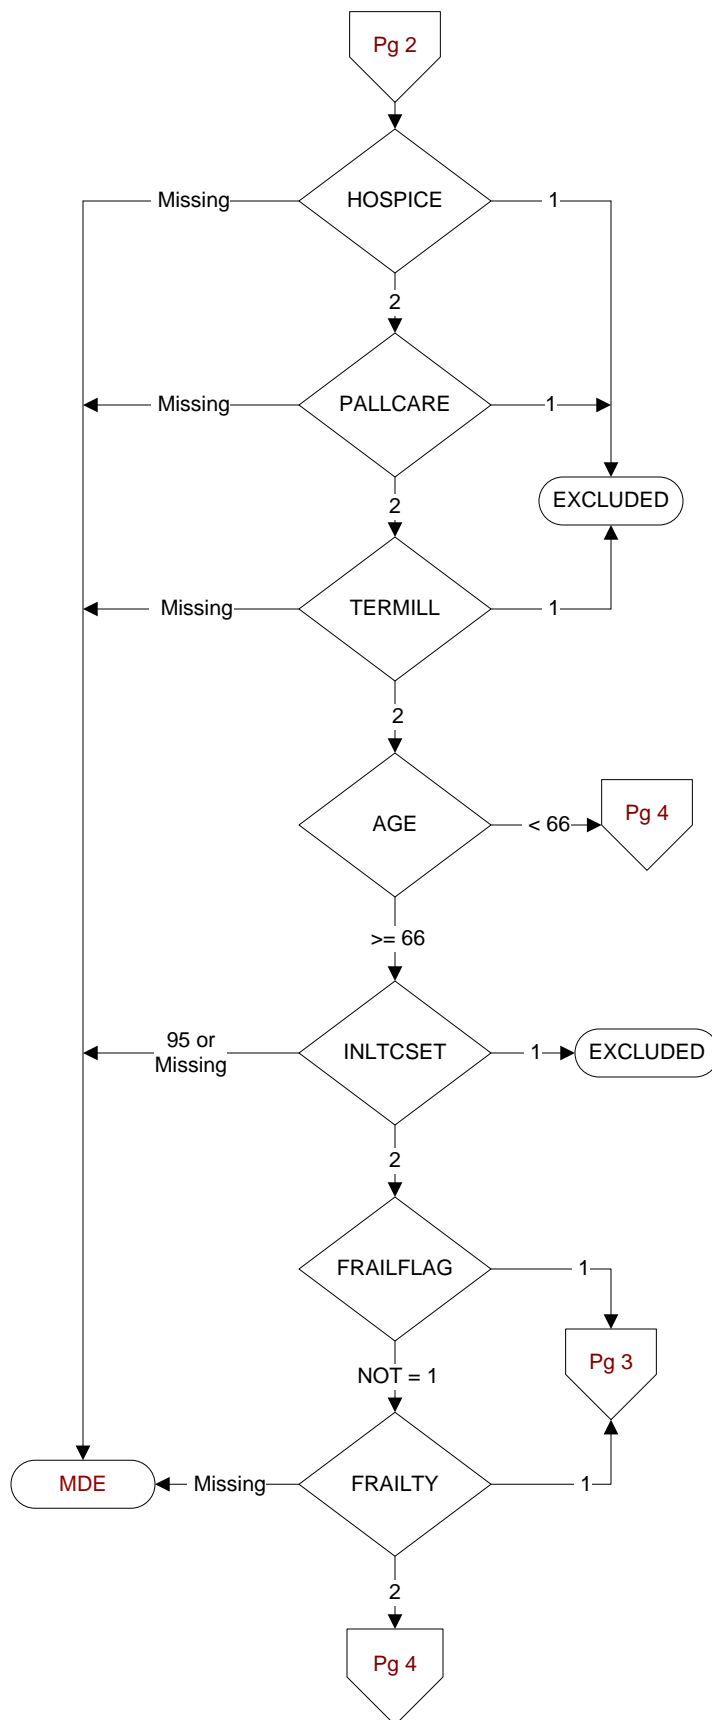 Pg 2
HOSPICE
Missing
1
2
PALLCARE
Missing
1
EXCLUDED
2
TERMILL
Missing
1
2
AGE
< 66
Pg 4
>= 66
INLTCSET
95 or
Missing
1
EXCLUDED
2
FRAILFLAG
1
Pg 3
NOT = 1
FRAILTY
Missing
MDE
1
2
Pg 4